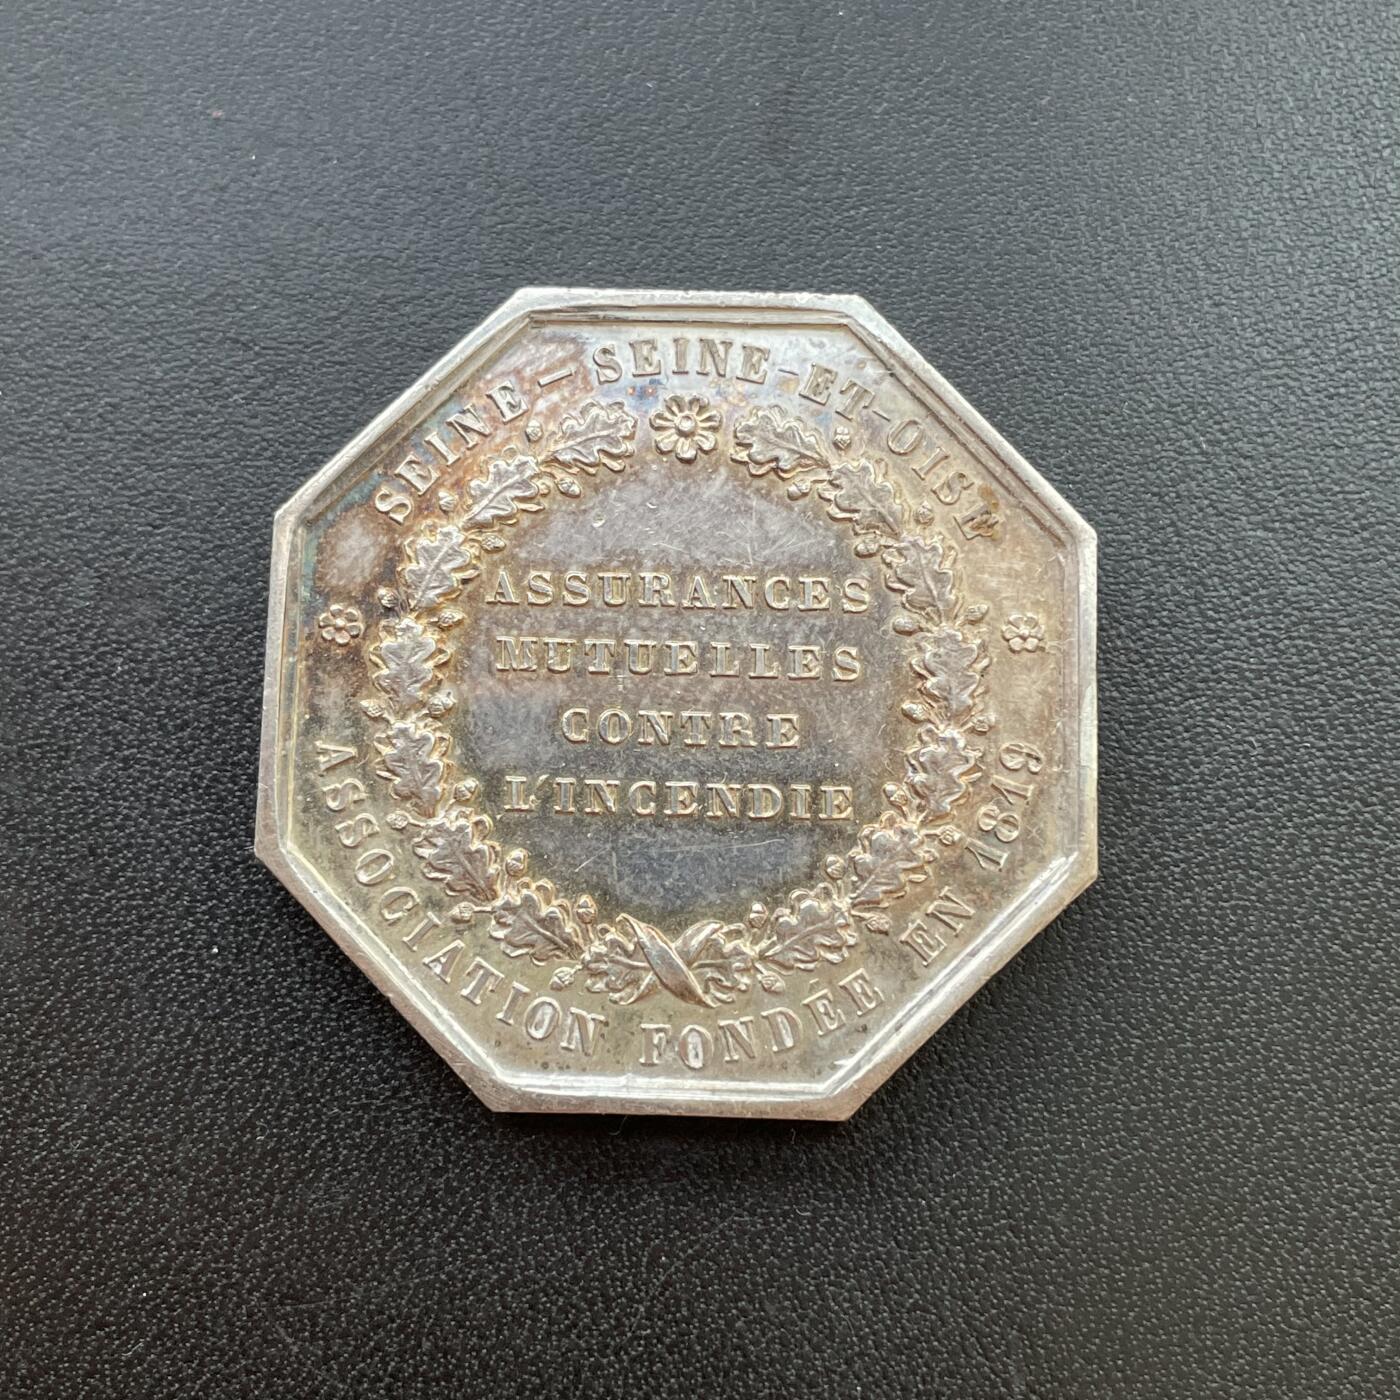 SEINE – SEINE-ET-OISE
ASSURANCES
MUTUELLES
CONTRE
L'INCENDIE
ASSOCIATION FONDÉE EN 1819